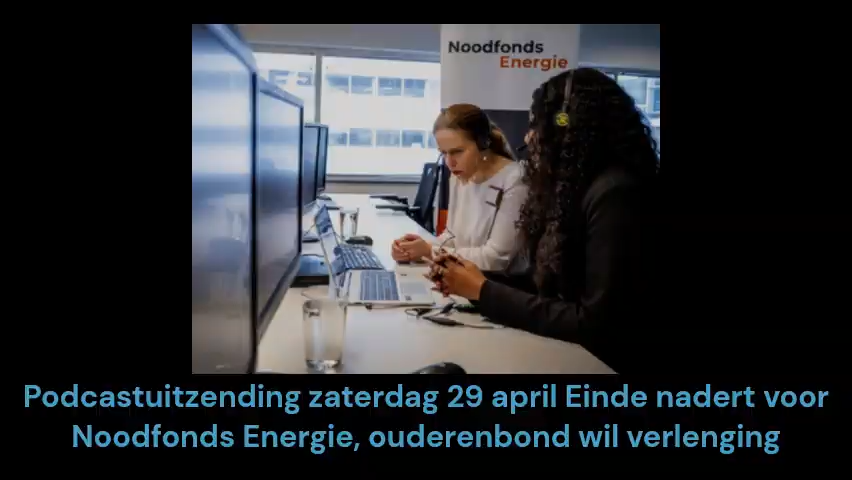 Noodfonds
Energie
Podcastuitzending zaterdag 29 april Einde nadert voor
Noodfonds Energie, ouderenbond wil verlenging